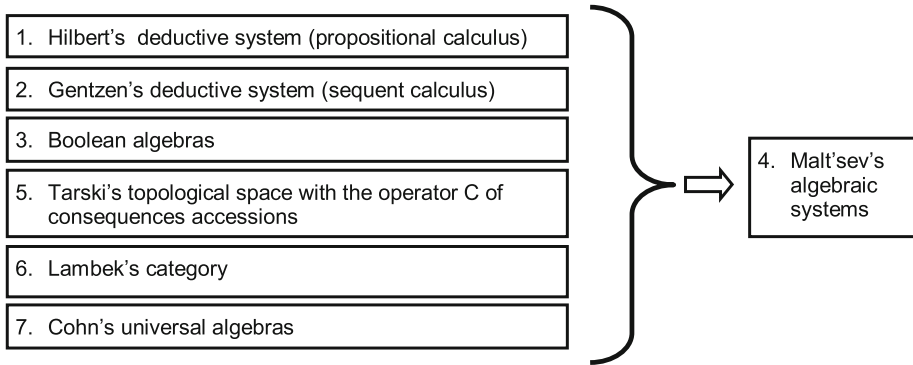 1. Hilbert's deductive system (propositional calculus)
2. Gentzen's deductive system (sequent calculus)
3. Boolean algebras
5. Tarski's topological space with the operator C of
consequences accessions
6. Lambek's category
7. Cohn's universal algebras
4. Malt'sev's
algebraic
systems